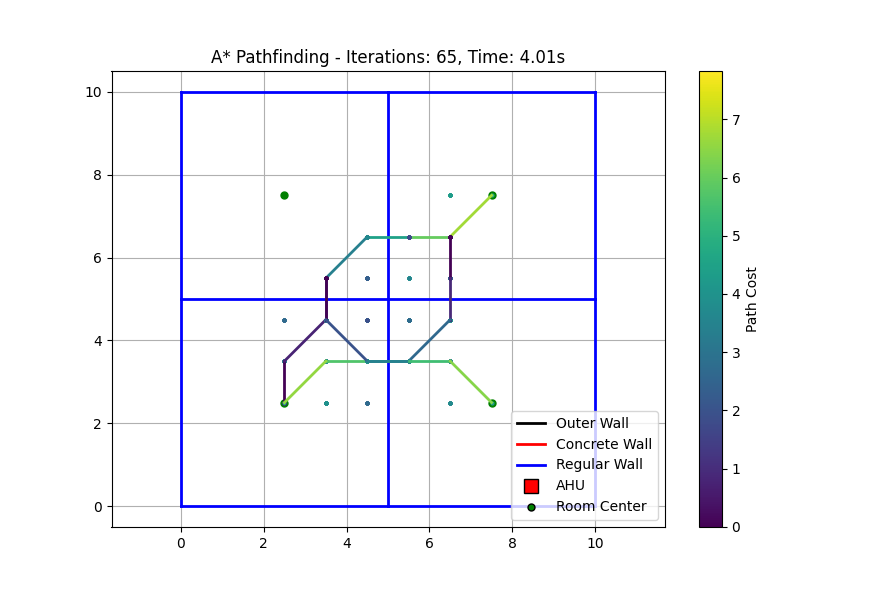 A* Pathfinding - Iterations: 65, Time: 4.01s
10
8
6
4
2
0
0
2
4
6
8
10
Outer Wall
Concrete Wall
Regular Wall
AHU
Room Center
7
6
5
4
3
2
1
0
Path Cost